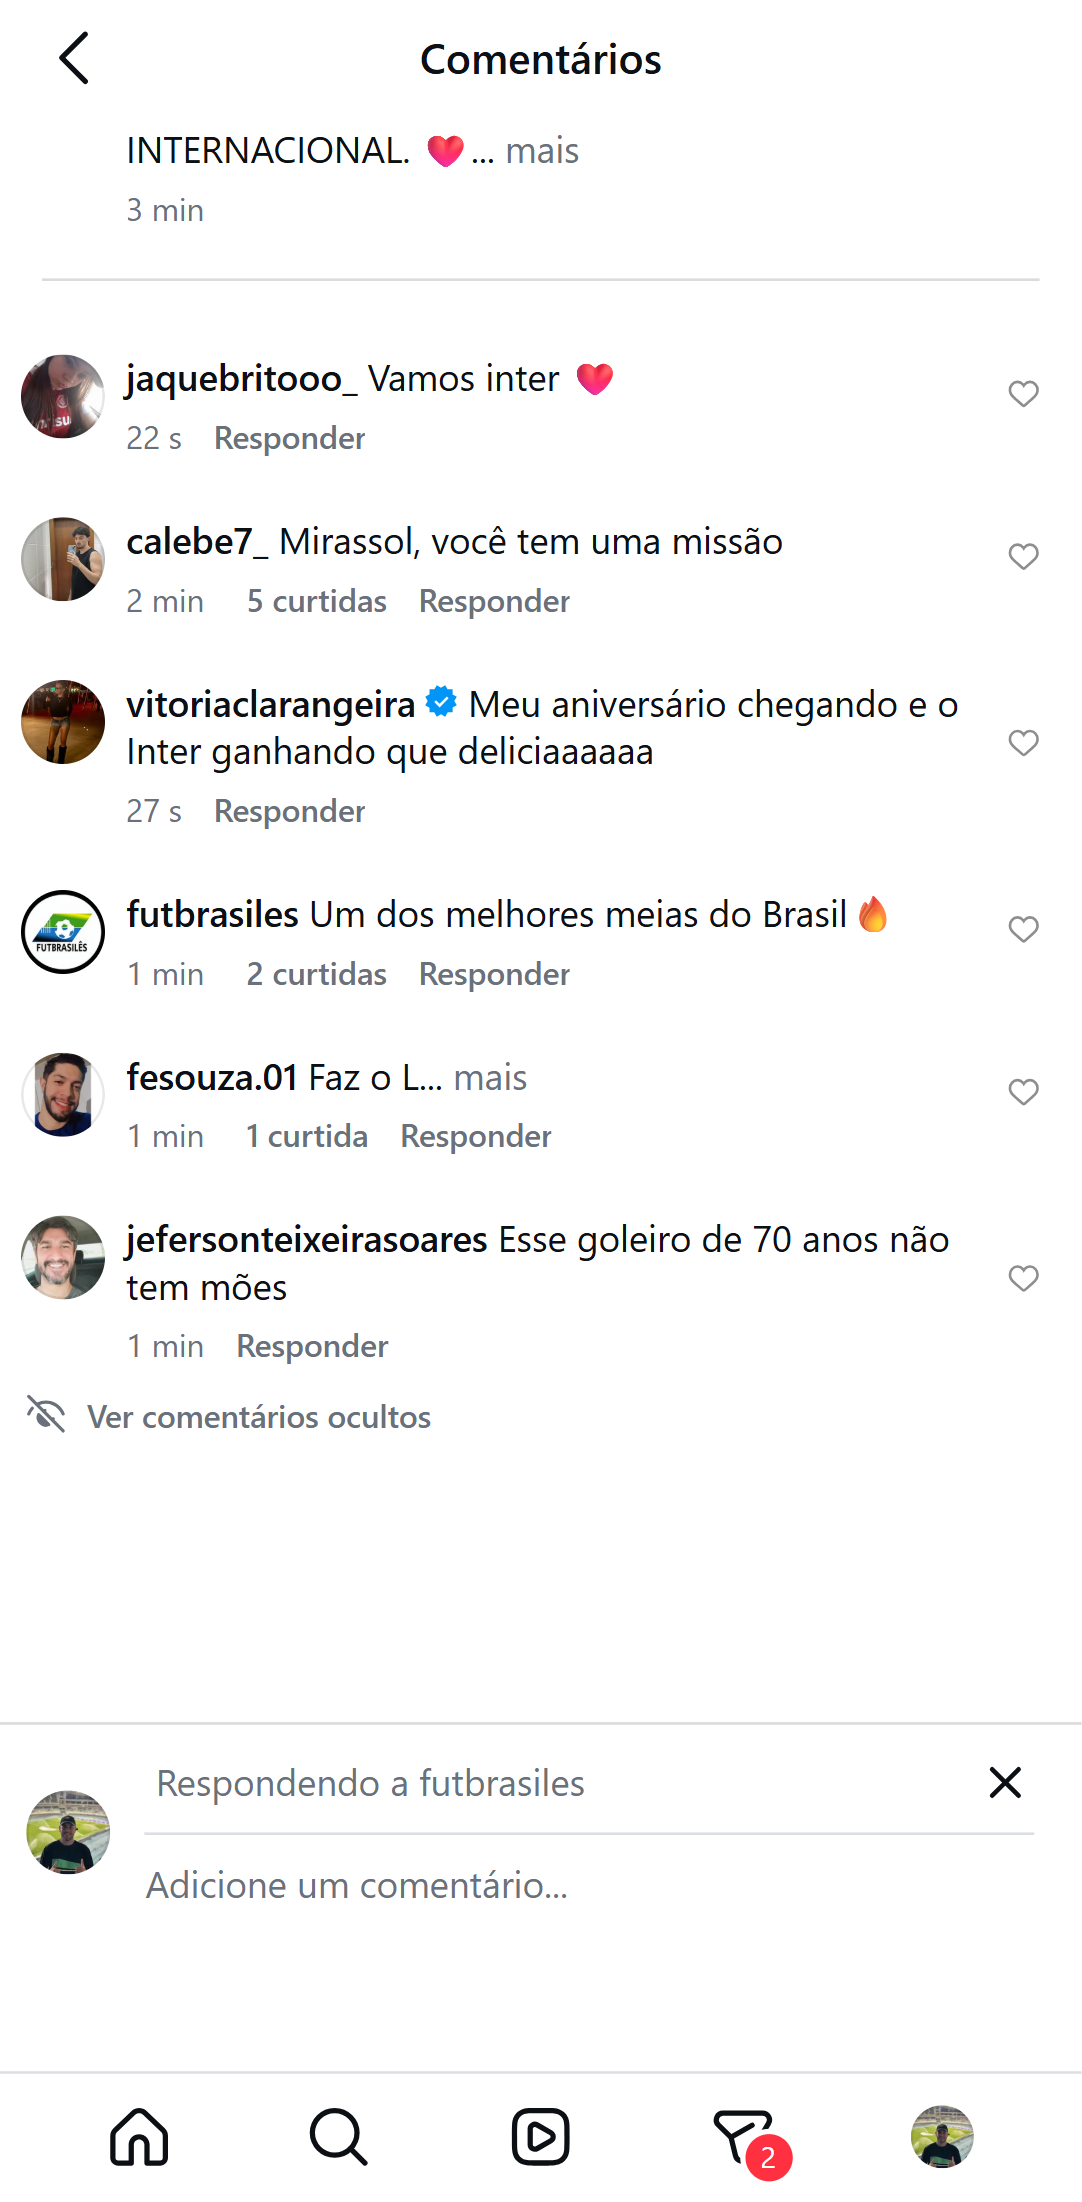 Comentários
INTERNACIONAL. ❤️... mais
3 min
jaquebritooo_ Vamos inter ❤️
22 s Responder
calebe7_ Mirassol, você tem uma missão
2 min 5 curtidas Responder
vitoriaclarangeira Meu aniversário chegando e o
Inter ganhando que deliciaaaaaa
27 s Responder
FUTBRASILÊS
futbrasiles Um dos melhores meias do Brasil🔥
1 min 2 curtidas Responder
fesouza.01 Faz o L... mais
1 min 1 curtida Responder
jefersonteixeirasoares Esse goleiro de 70 anos não
tem mões
1 min Responder
Ver comentários ocultos
Respondendo a futbrasiles
Adicione um comentário...
2